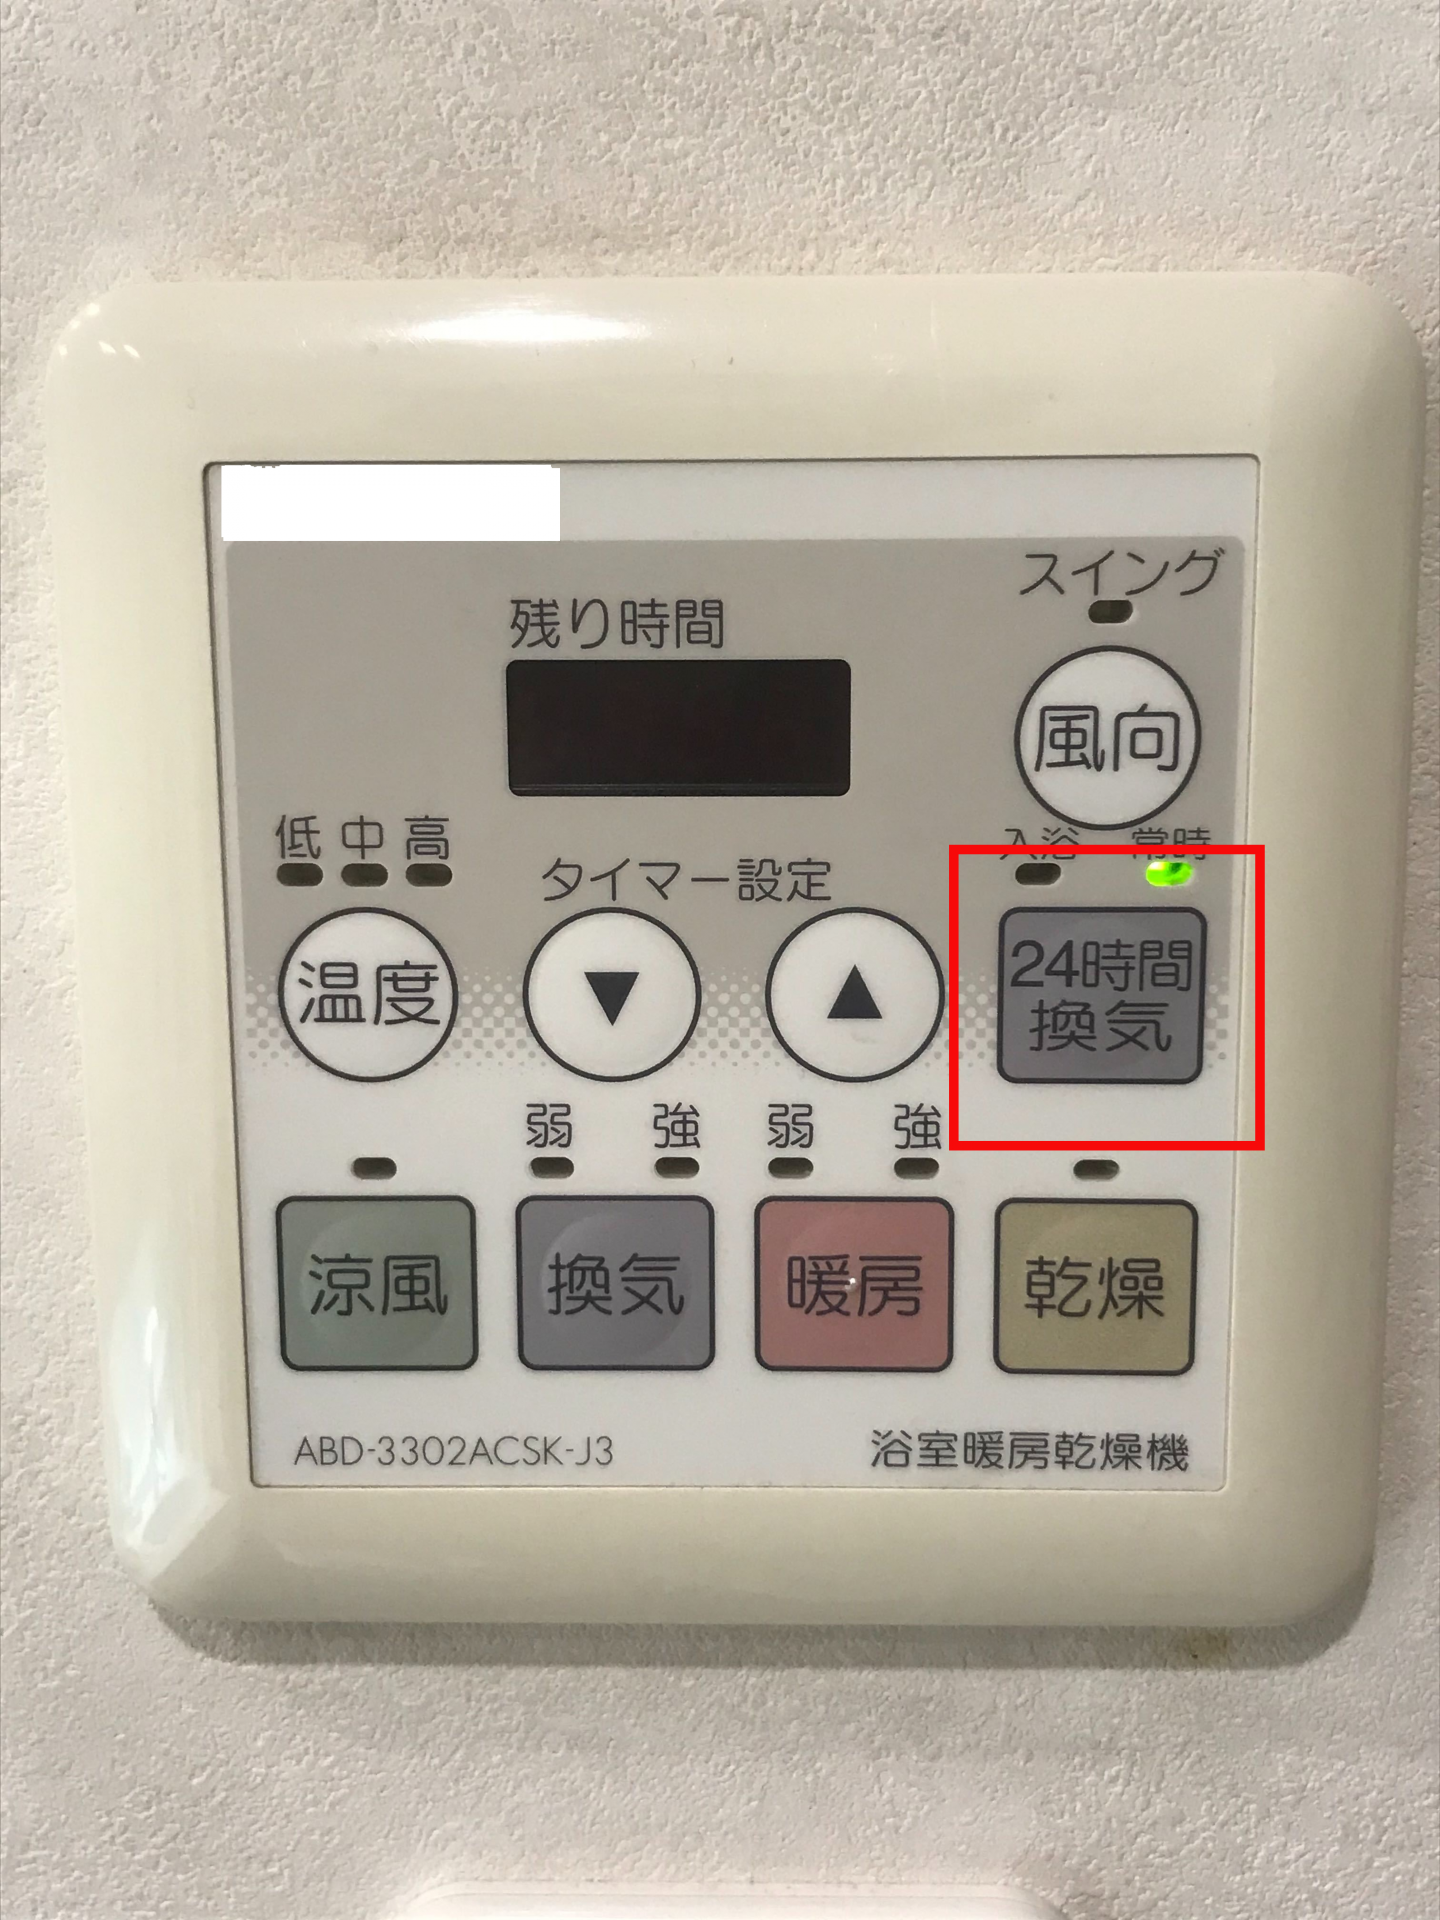 スイング
残り時間
風向
低 中 高
タイマー設定
入浴 常時
温度
▼
▲
24時間
換気
弱 強
弱 強
涼風
換気
暖房
乾燥
ABD-3302ACSK-J3
浴室暖房乾燥機